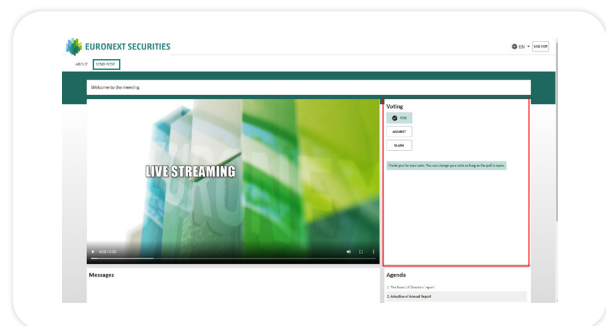 EURONEXT SECURITIES
EN
LOG OUT
ABOUT
SEND POST
Welcome to the meeting
LIVE STREAMING
Voting
FOR
AGAINST
BLANK
Thank you for your vote. You can change your vote as long as the poll is open.
Messages
Agenda
1. The Board of Directors' report
2. Adoption of Annual Report